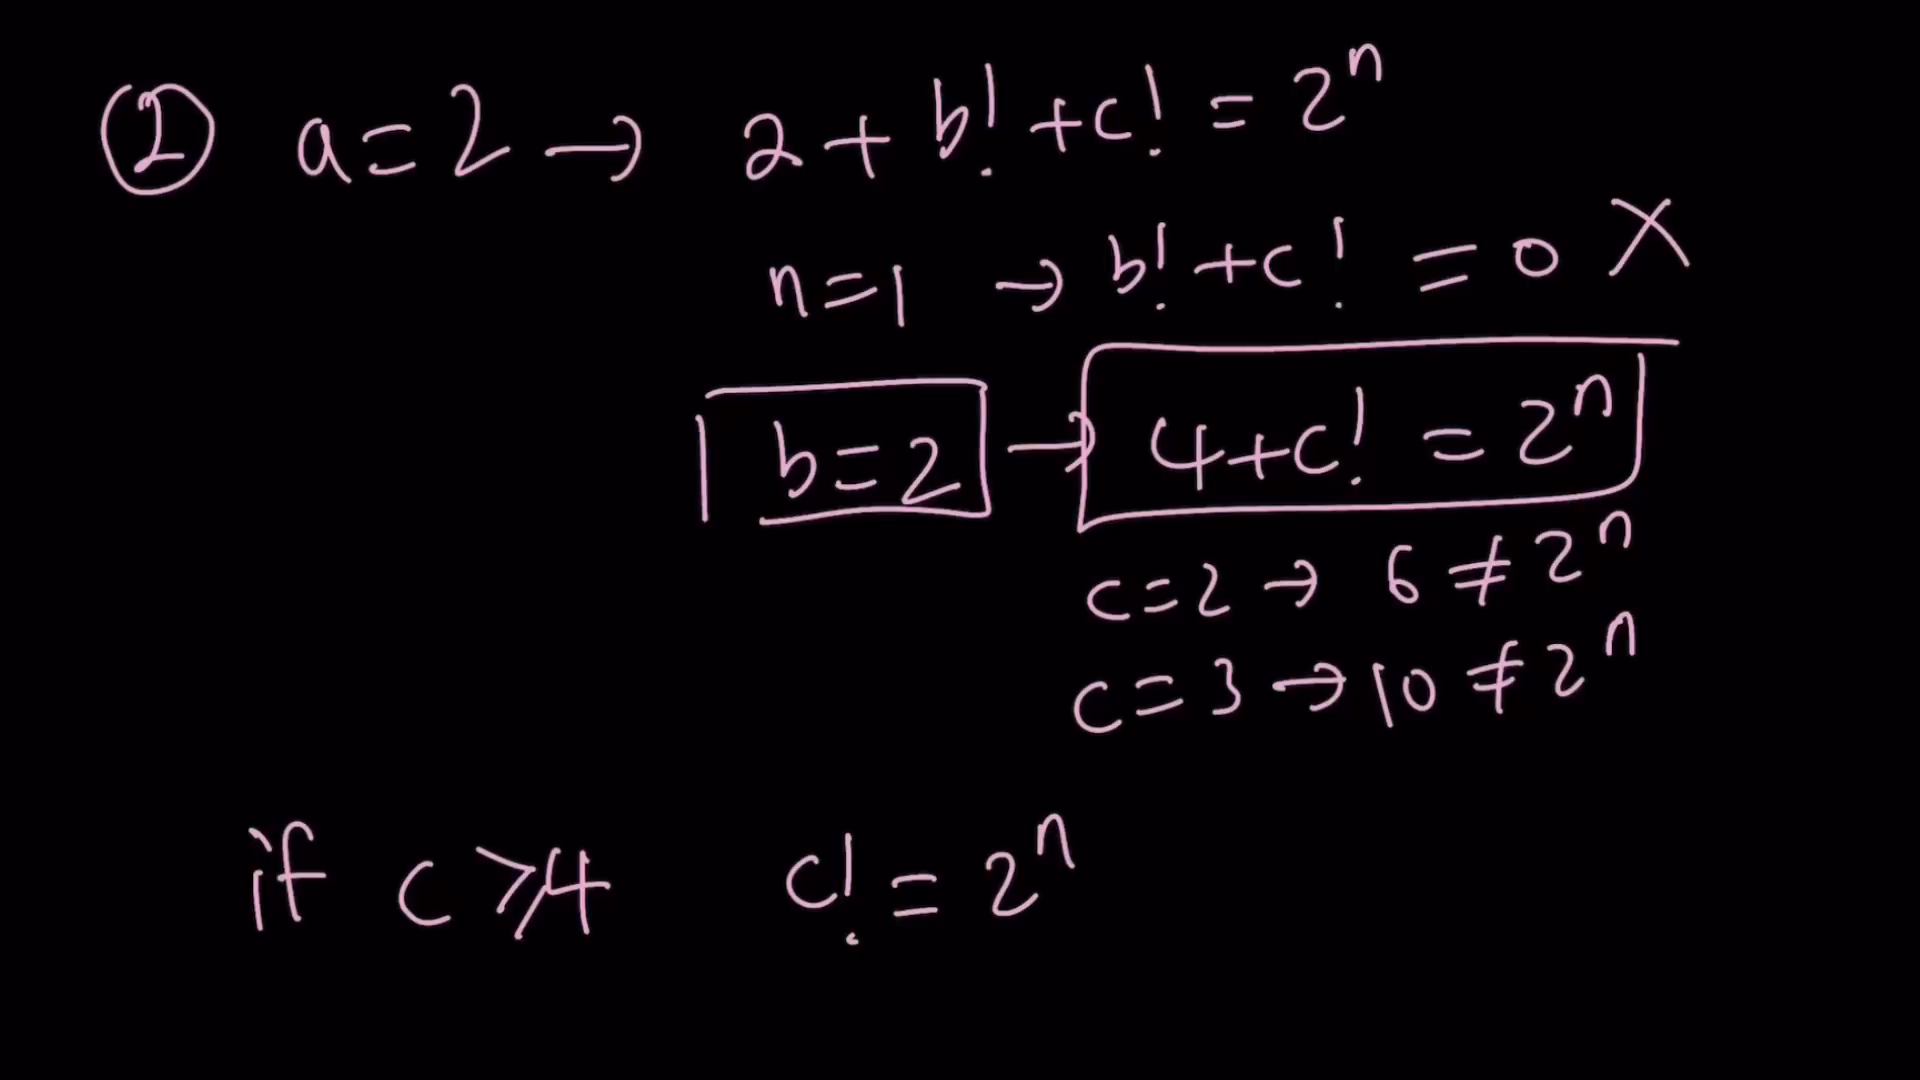 ② a=2 → 2 + b! + c! = 2ⁿ
n=1 → b! + c! = 0 X
b=2 → 4+c! = 2ⁿ
c=2 → 6 ≠ 2ⁿ
c=3 → 10 ≠ 2ⁿ
if c ⩾ 4 c! = 2ⁿ